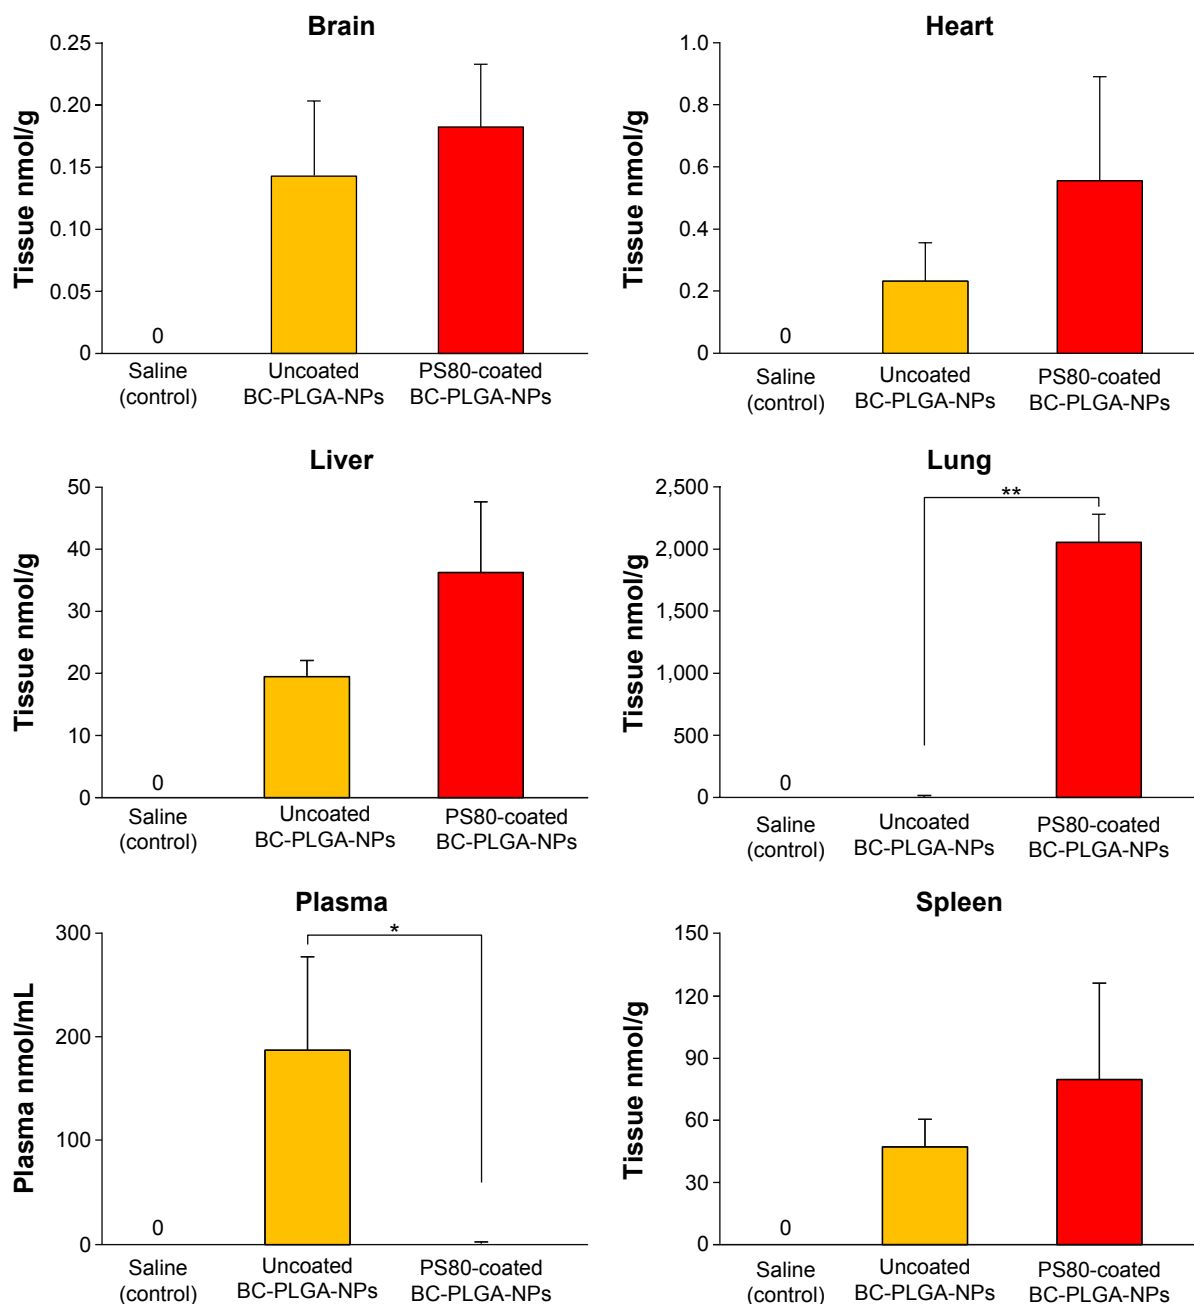 Brain
Tissue nmol/g
0.25
0.20
0.15
0.10
0.05
0
0
Saline
(control)
Uncoated
BC-PLGA-NPs
PS80-coated
BC-PLGA-NPs
Heart
Tissue nmol/g
1.0
0.8
0.6
0.4
0.2
0
0
Saline
(control)
Uncoated
BC-PLGA-NPs
PS80-coated
BC-PLGA-NPs
Liver
Tissue nmol/g
50
40
30
20
10
0
0
Saline
(control)
Uncoated
BC-PLGA-NPs
PS80-coated
BC-PLGA-NPs
Lung
Tissue nmol/g
2,500
2,000
1,000
1,000
500
0
**
0
Saline
(control)
Uncoated
BC-PLGA-NPs
PS80-coated
BC-PLGA-NPs
Plasma
Plasma nmol/mL
300
200
100
0
*
0
Saline
(control)
Uncoated
BC-PLGA-NPs
PS80-coated
BC-PLGA-NPs
Spleen
Tissue nmol/g
150
120
90
60
30
0
0
Saline
(control)
Uncoated
BC-PLGA-NPs
PS80-coated
BC-PLGA-NPs